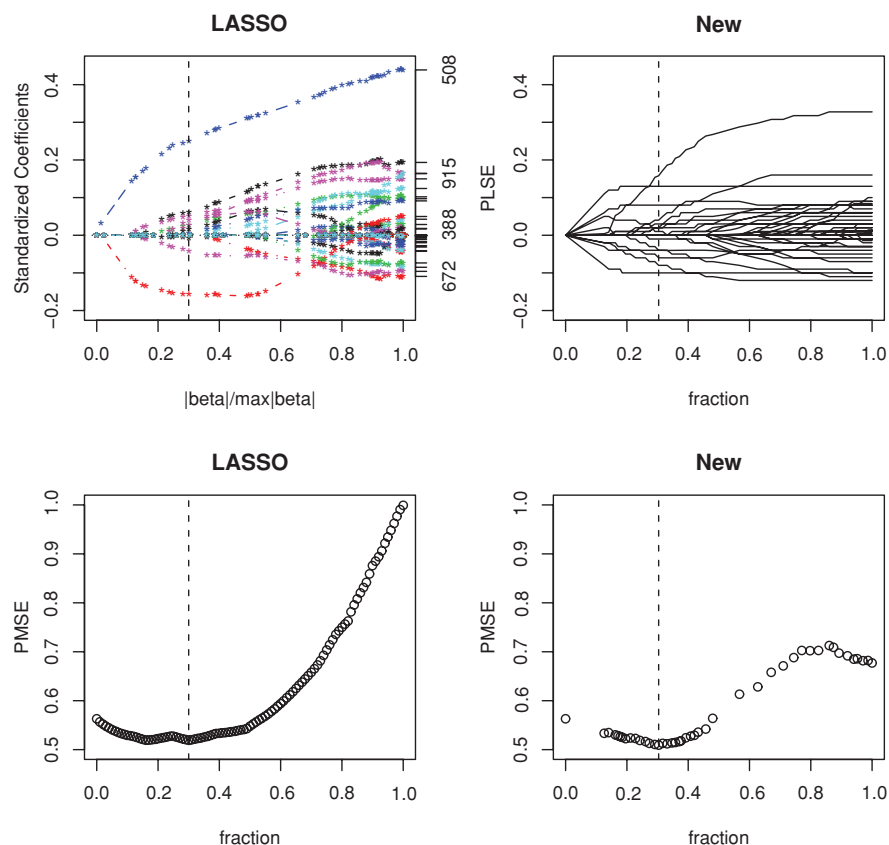 LASSO
Standardized Coefficients
0.4
0.2
0.0
−0.2
508
915
388
672
0.0 0.2 0.4 0.6 0.8 1.0
|beta|/max|beta|
New
PLSE
0.4
0.2
0.0
−0.2
0.0 0.2 0.4 0.6 0.8 1.0
fraction
LASSO
PMSE
1.0
0.9
0.8
0.7
0.6
0.5
0.0 0.2 0.4 0.6 0.8 1.0
fraction
New
PMSE
1.0
0.9
0.8
0.7
0.6
0.5
0.0 0.2 0.4 0.6 0.8 1.0
fraction